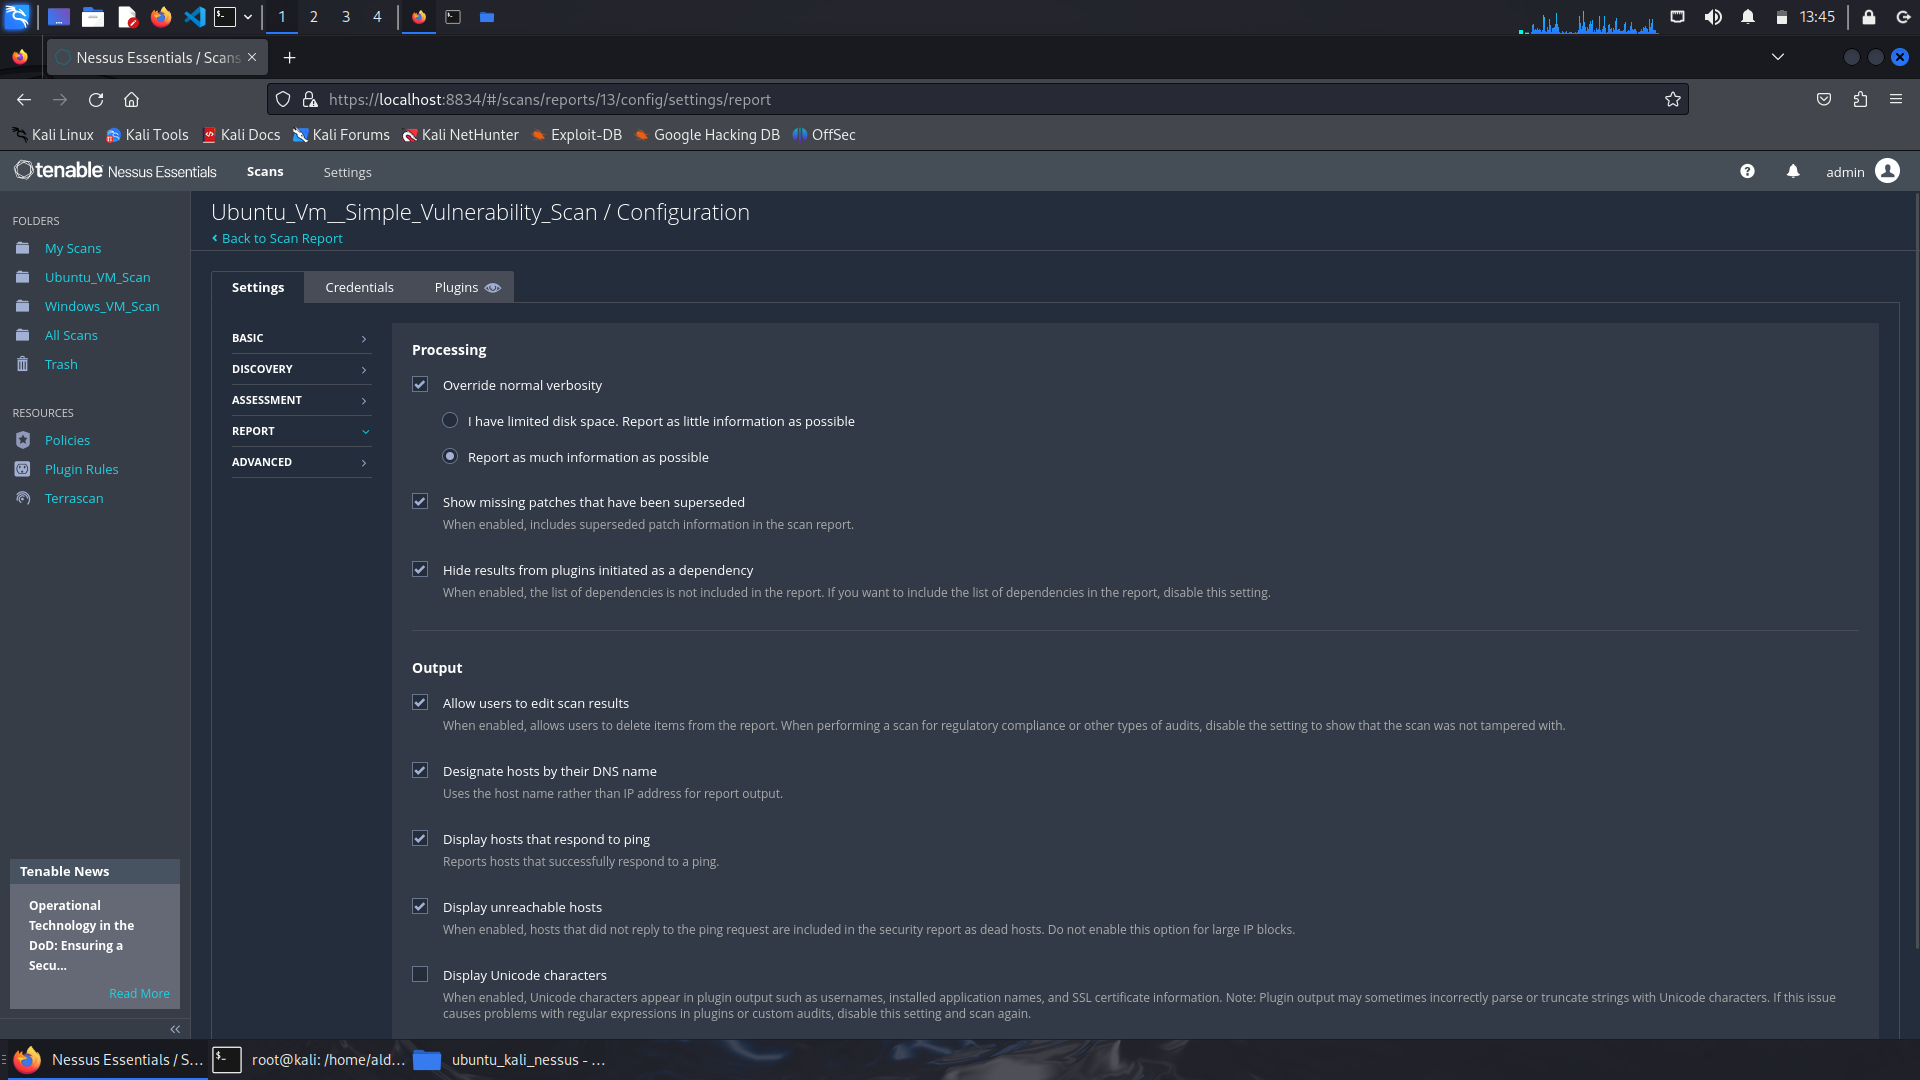 1
2
3
4
13:45
Nessus Essentials / Scans
https://localhost:8834/#/scans/reports/13/config/settings/report
Kali Linux
Kali Tools
Kali Docs
Kali Forums
Kali NetHunter
Exploit-DB
Google Hacking DB
OffSec
tenable Nessus Essentials
Scans
Settings
admin
FOLDERS
My Scans
Ubuntu_VM_Scan
Windows_VM_Scan
All Scans
Trash
RESOURCES
Policies
Plugin Rules
Terrascan
Tenable News
Operational
Technology in the
DoD: Ensuring a
Secu...
Read More
Ubuntu_Vm__Simple_Vulnerability_Scan / Configuration
Back to Scan Report
Settings
Credentials
Plugins
BASIC
DISCOVERY
ASSESSMENT
REPORT
ADVANCED
Processing
Override normal verbosity
I have limited disk space. Report as little information as possible
Report as much information as possible
Show missing patches that have been superseded
When enabled, includes superseded patch information in the scan report.
Hide results from plugins initiated as a dependency
When enabled, the list of dependencies is not included in the report. If you want to include the list of dependencies in the report, disable this setting.
Output
Allow users to edit scan results
When enabled, allows users to delete items from the report. When performing a scan for regulatory compliance or other types of audits, disable the setting to show that the scan was not tampered with.
Designate hosts by their DNS name
Uses the host name rather than IP address for report output.
Display hosts that respond to ping
Reports hosts that successfully respond to a ping.
Display unreachable hosts
When enabled, hosts that did not reply to the ping request are included in the security report as dead hosts. Do not enable this option for large IP blocks.
Display Unicode characters
When enabled, Unicode characters appear in plugin output such as usernames, installed application names, and SSL certificate information. Note: Plugin output may sometimes incorrectly parse or truncate strings with Unicode characters. If this issue
causes problems with regular expressions in plugins or custom audits, disable this setting and scan again.
Nessus Essentials / S...
root@kali: /home/ald...
ubuntu_kali_nessus - ...